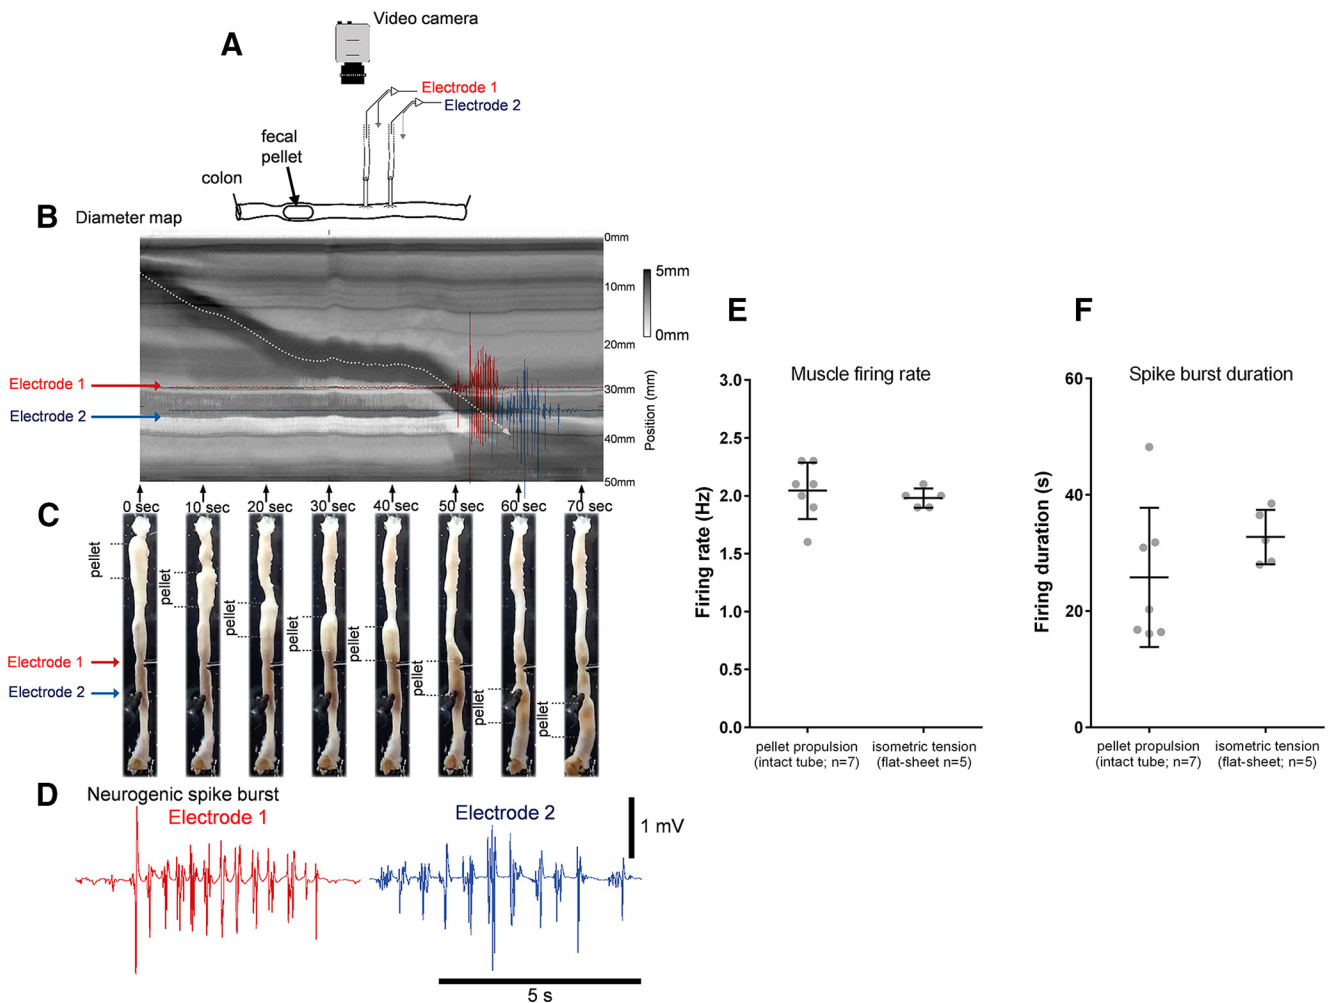 A
Video camera
Electrode 1
Electrode 2
fecal
pellet
colon
B
Diameter map
0mm
10mm
20mm
30mm
40mm
50mm
Position (mm)
5mm
0mm
Electrode 1
Electrode 2
C
0 sec
10 sec
20 sec
30 sec
40 sec
50 sec
60 sec
70 sec
pellet
pellet
pellet
pellet
pellet
pellet
pellet
pellet
Electrode 1
Electrode 2
D
Neurogenic spike burst
Electrode 1
Electrode 2
1 mV
5 s
E
Muscle firing rate
Firing rate (Hz)
3.0
2.5
2.0
1.5
1.0
0.5
0.0
pellet propulsion
(intact tube; n=7)
isometric tension
(flat-sheet n=5)
F
Spike burst duration
Firing duration (s)
60
40
20
0
pellet propulsion
(intact tube; n=7)
isometric tension
(flat-sheet; n=5)